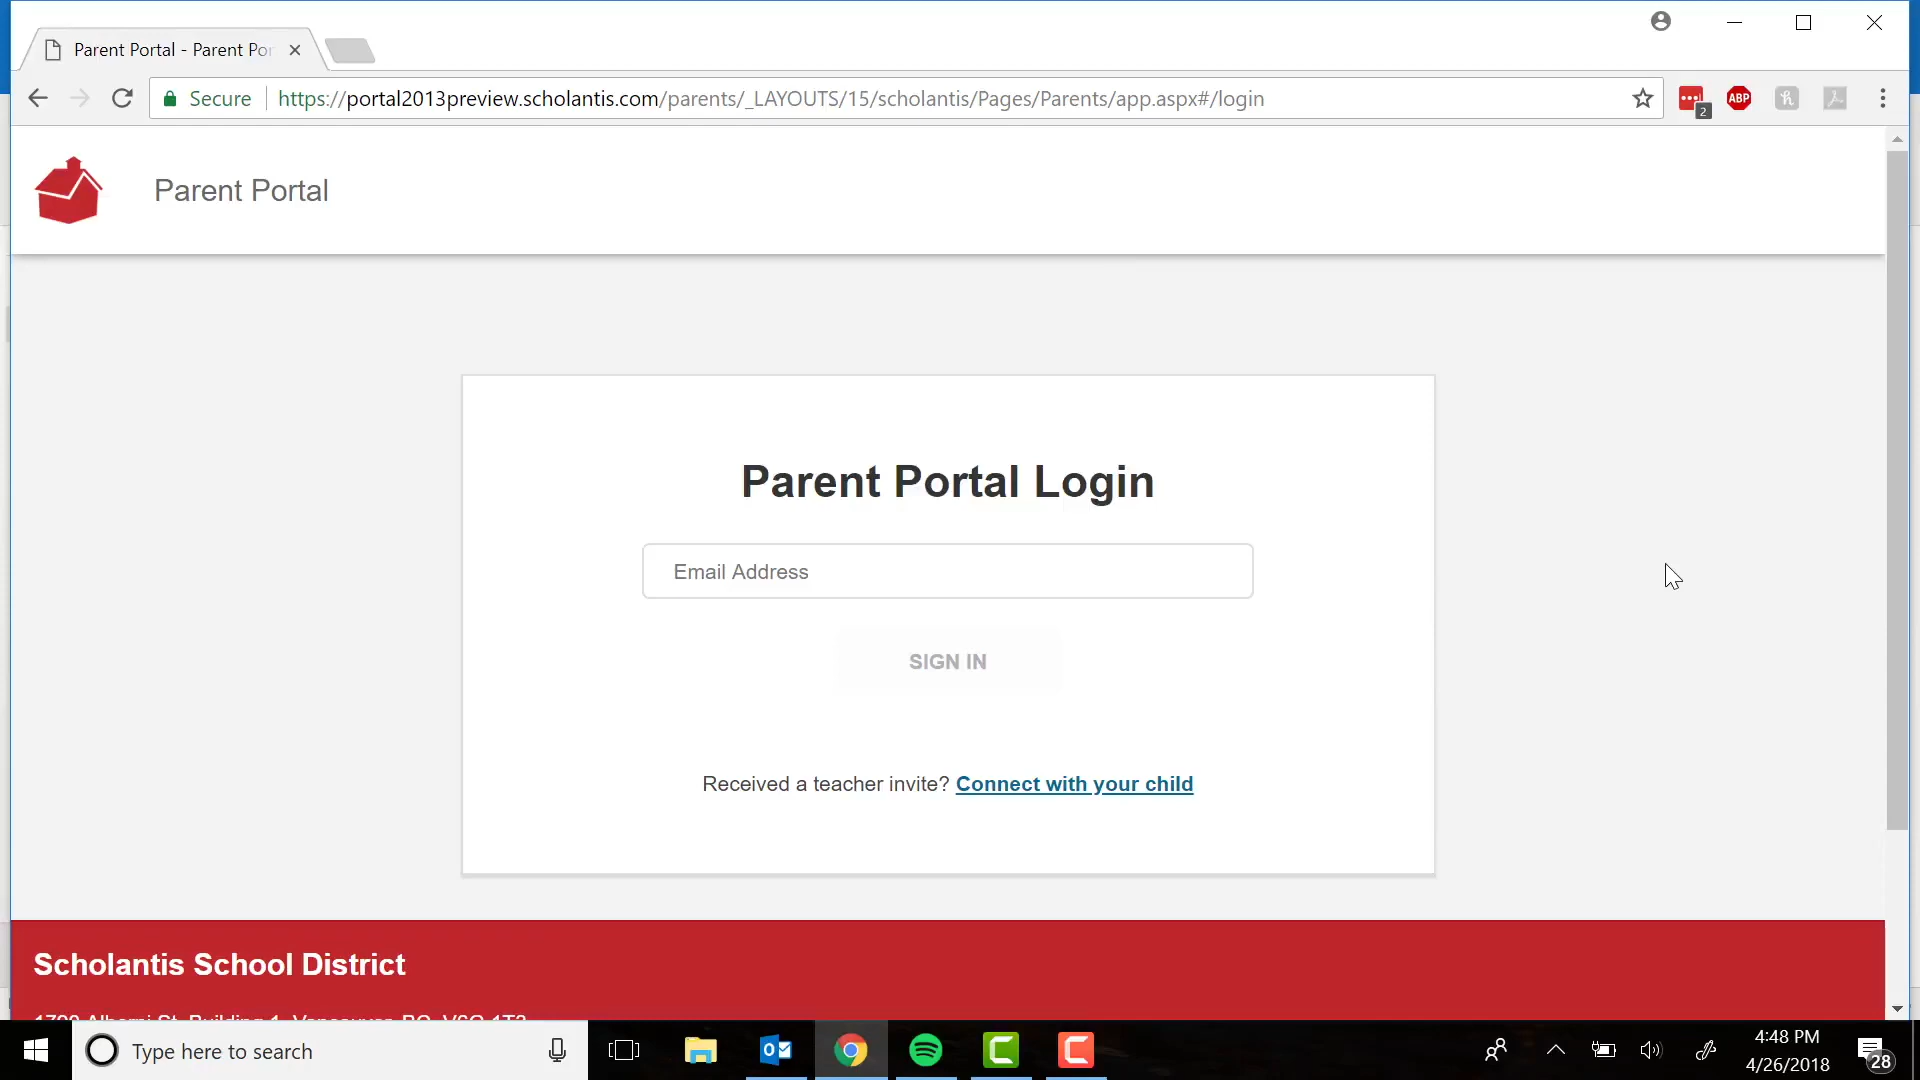 Parent Portal - Parent Por
Secure
https://portal2013preview.scholantis.com/parents/_LAYOUTS/15/scholantis/Pages/Parents/app.aspx#/login
2
ABP
Parent Portal
Parent Portal Login
Email Address
SIGN IN
Received a teacher invite? Connect with your child
Scholantis School District
Type here to search
4:48 PM
4/26/2018
28